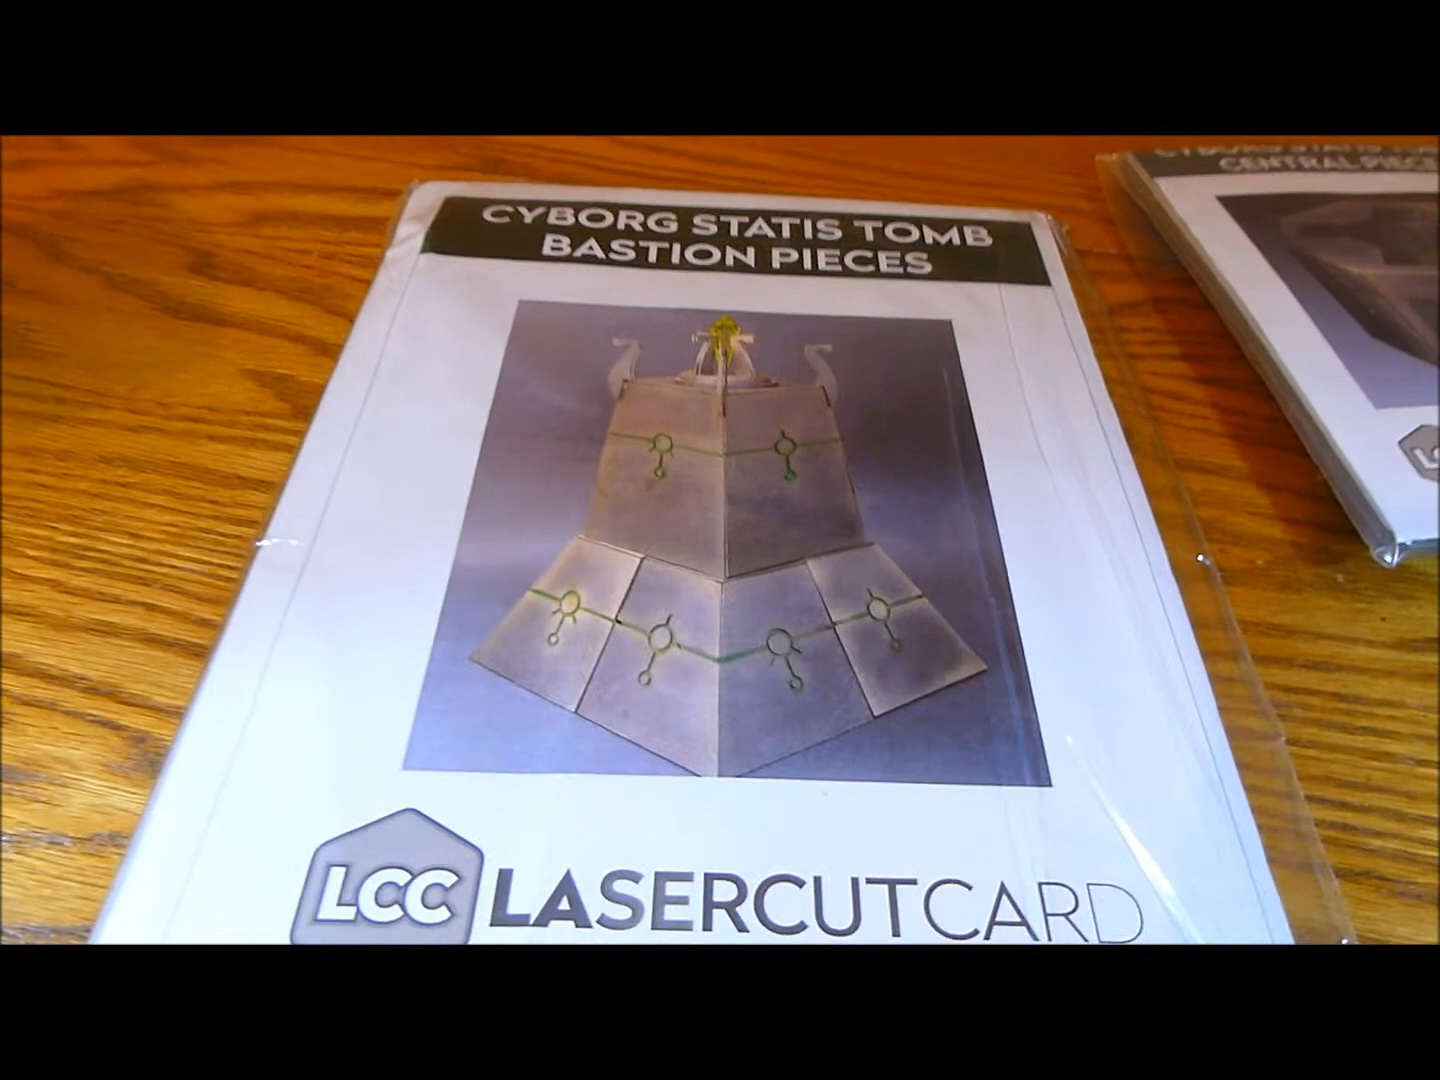 CYBORG STATIS TOMB
BASTION PIECES
LCC LASERCUTCARD
CENTRAL PIECE